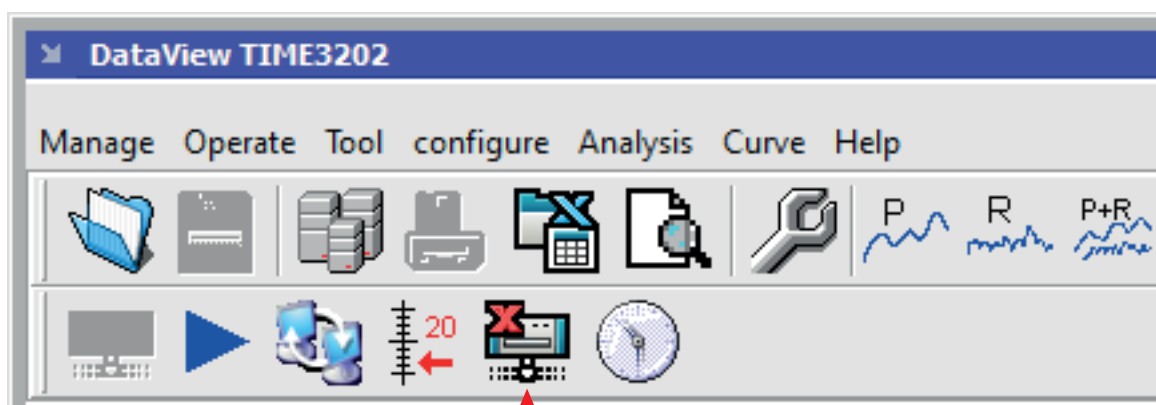 DataView TIME3202
Manage Operate Tool configure Analysis Curve Help
P R P+R
20